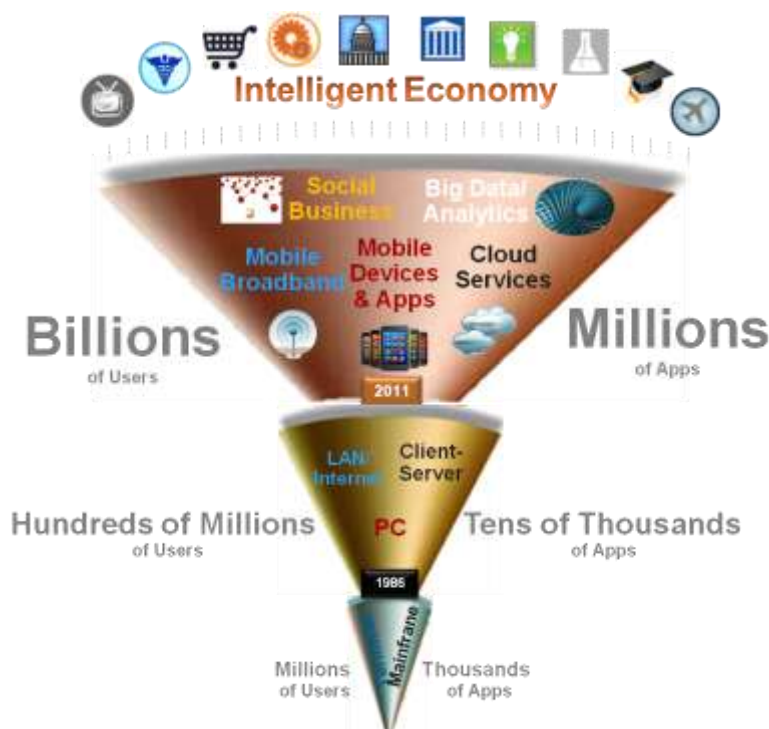 Intelligent Economy
Social
Business
Big Data/
Analytics
Mobile
Broadband
Mobile
Devices
& Apps
Cloud
Services
Billions
of Users
Millions
of Apps
2011
LAN/
Internet
Client-
Server
Hundreds of Millions
of Users
PC
Tens of Thousands
of Apps
1986
Mainframe
Millions
of Users
Thousands
of Apps